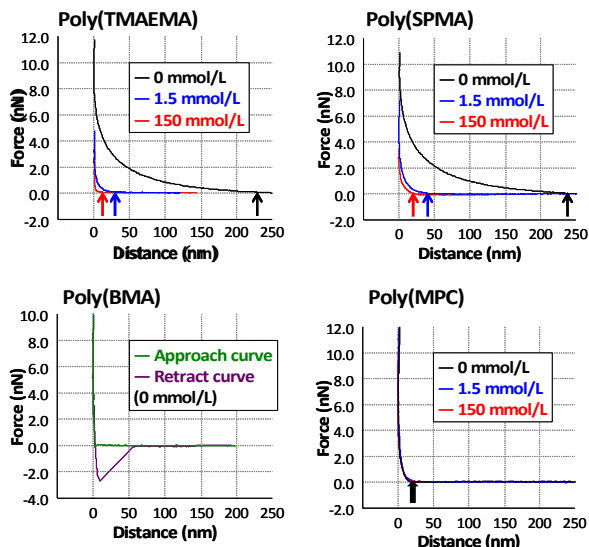 Poly(TMAEMA)
12.0
10.0
8.0
6.0
4.0
2.0
0.0
-2.0
Force (nN)
0 mmol/L
1.5 mmol/L
150 mmol/L
0 50 100 150 200 250
Distance (nm)
Poly(SPMA)
12.0
10.0
8.0
6.0
4.0
2.0
0.0
-2.0
Force (nN)
0 mmol/L
1.5 mmol/L
150 mmol/L
0 50 100 150 200 250
Distance (nm)
Poly(BMA)
10.0
8.0
6.0
4.0
2.0
0.0
-2.0
-4.0
Force (nN)
Approach curve
Retract curve
(0 mmol/L)
0 50 100 150 200 250
Distance (nm)
Poly(MPC)
12.0
10.0
8.0
6.0
4.0
2.0
0.0
-2.0
Force (nN)
0 mmol/L
1.5 mmol/L
150 mmol/L
0 50 100 150 200 250
Distance (nm)